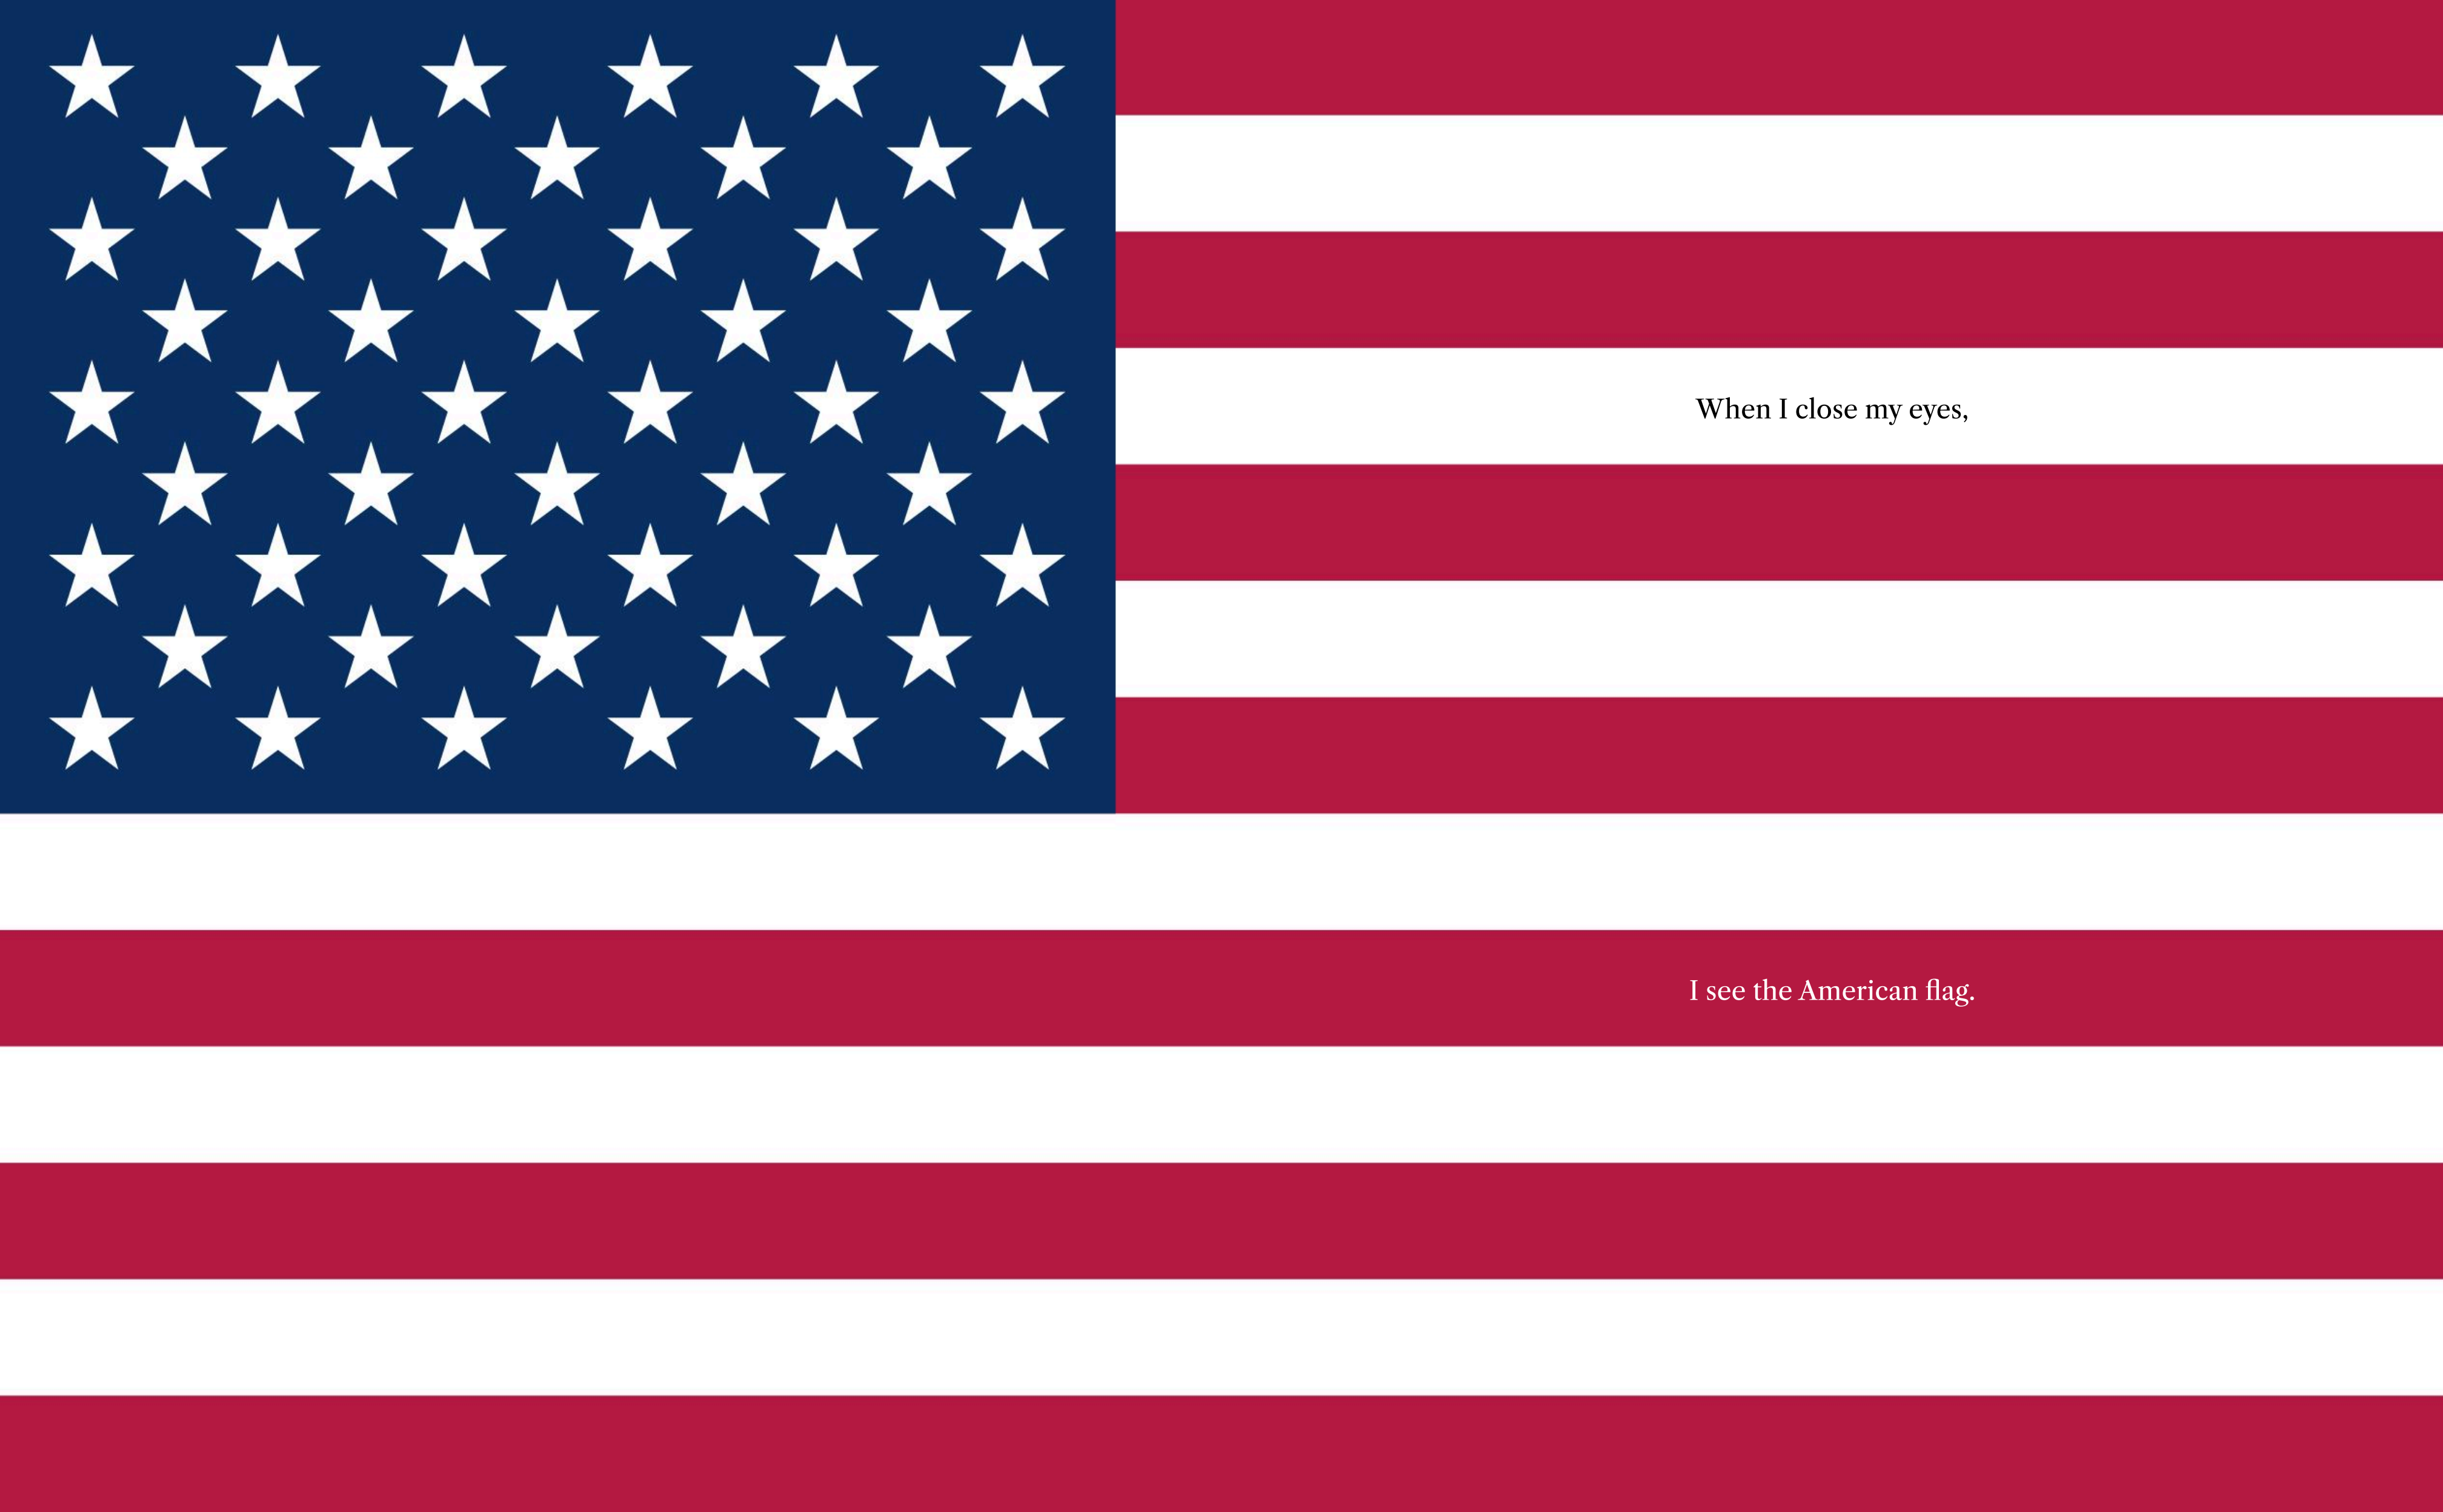 When I close my eyes,
I see the American flag.